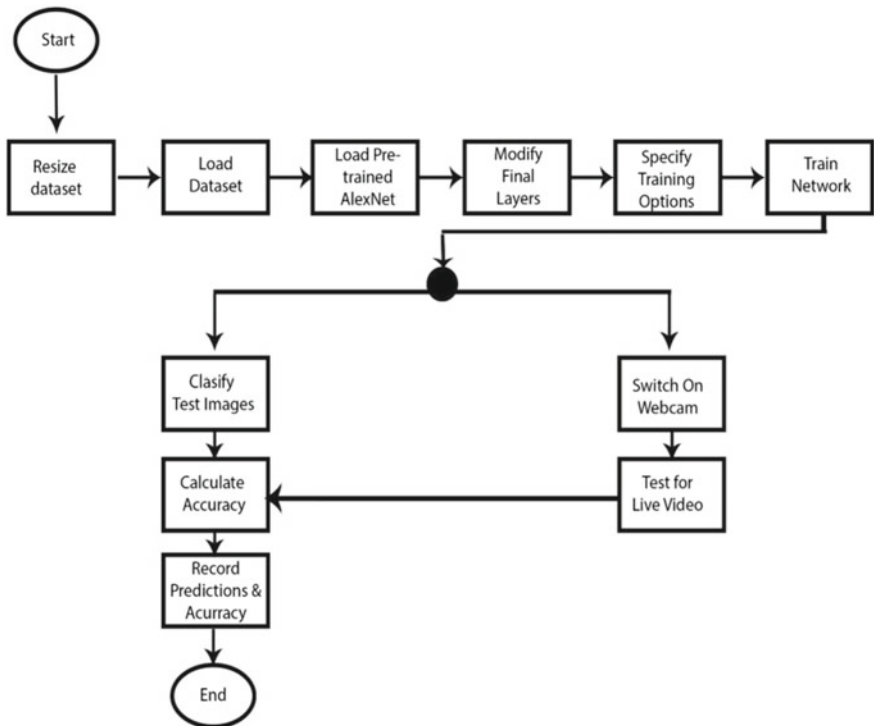 Start
Resize
dataset
Load
Dataset
Load Pre-
trained
AlexNet
Modify
Final
Layers
Specify
Training
Options
Train
Network
Clasify
Test Images
Switch On
Webcam
Calculate
Accuracy
Test for
Live Video
Record
Predictions &
Acurracy
End